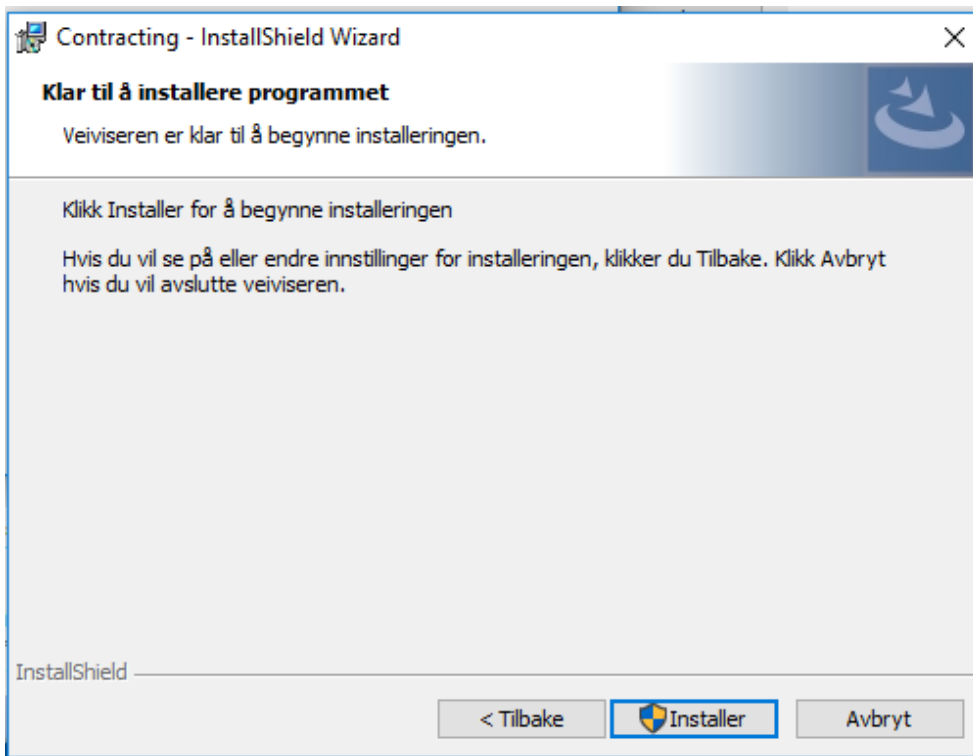 Contracting - InstallShield Wizard
Klar til å installere programmet
Veiviseren er klar til å begynne installeringen.
Klikk Installer for å begynne installeringen
Hvis du vil se på eller endre innstillinger for installeringen, klikker du Tilbake. Klikk Avbryt
hvis du vil avslutte veiviseren.
InstallShield
< Tilbake
Installer
Avbryt